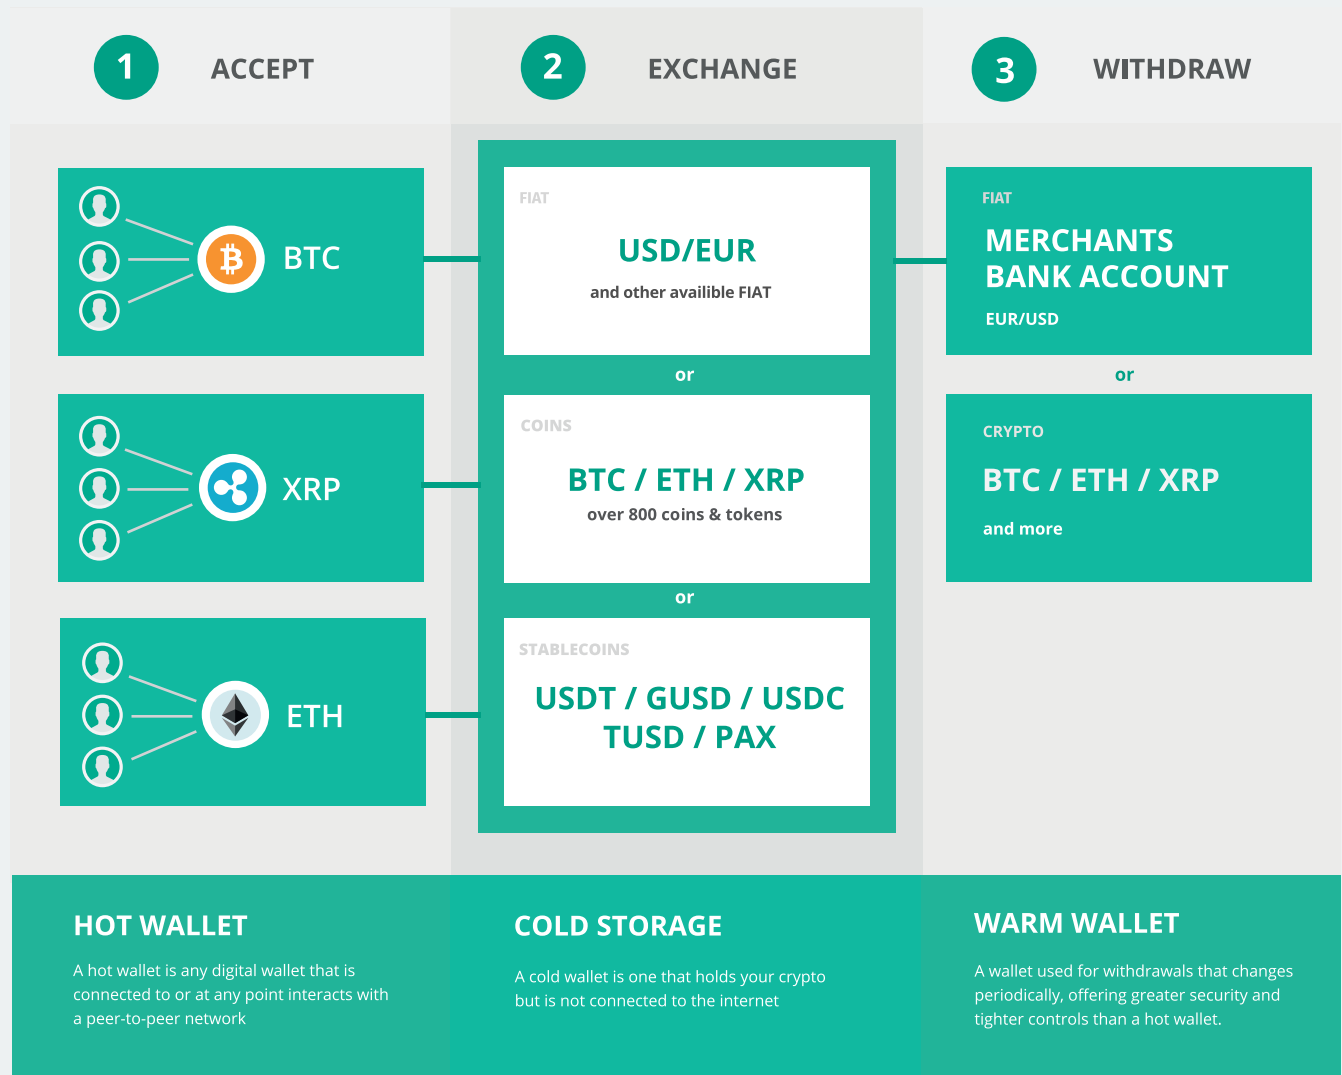 1 ACCEPT
2 EXCHANGE
3 WITHDRAW
BTC
XRP
ETH
FIAT
USD/EUR
and other availible FIAT
or
COINS
BTC / ETH / XRP
over 800 coins & tokens
or
STABLECOINS
USDT / GUSD / USDC
TUSD / PAX
FIAT
MERCHANTS
BANK ACCOUNT
EUR/USD
or
CRYPTO
BTC / ETH / XRP
and more
HOT WALLET
A hot wallet is any digital wallet that is
connected to or at any point interacts with
a peer-to-peer network
COLD STORAGE
A cold wallet is one that holds your crypto
but is not connected to the internet
WARM WALLET
A wallet used for withdrawals that changes
periodically, offering greater security and
tighter controls than a hot wallet.